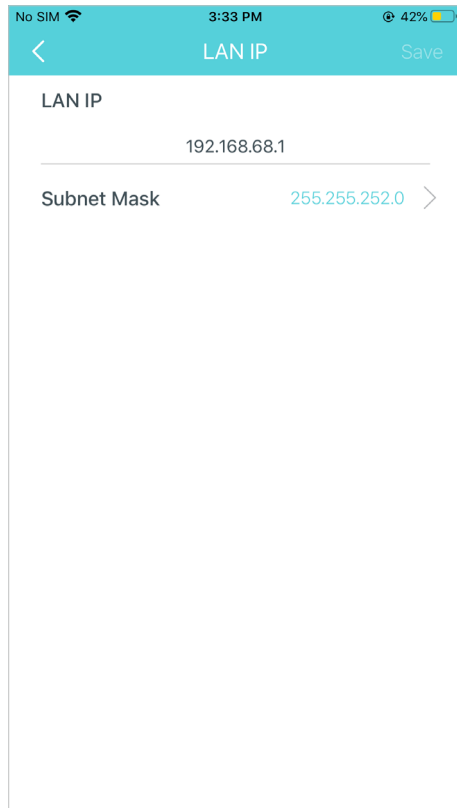 No SIM 3:33 PM 42%
LAN IP Save
LAN IP
192.168.68.1
Subnet Mask 255.255.252.0